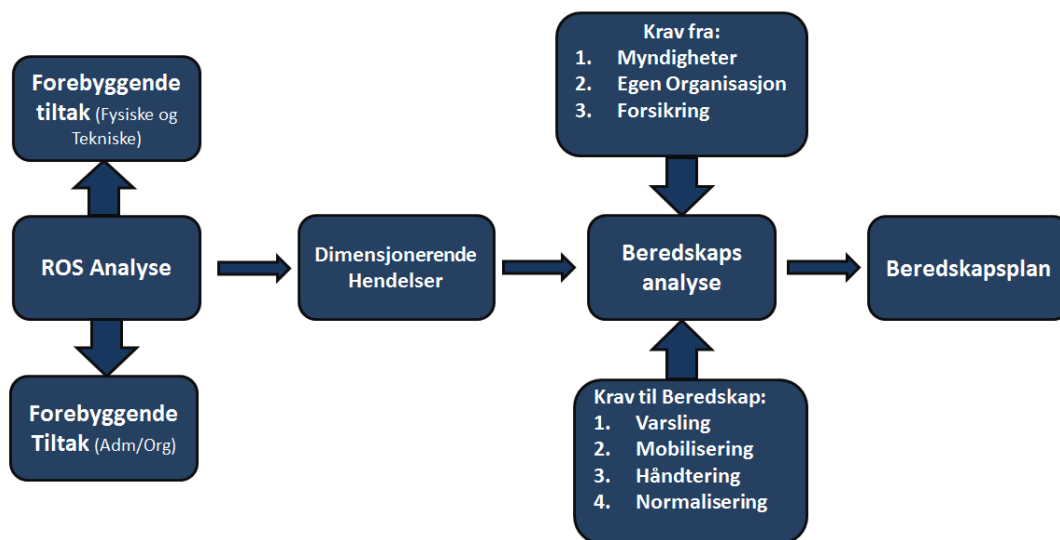 Forebyggende
tiltak (Fysiske og
Tekniske)
ROS Analyse
Forebyggende
Tiltak (Adm/Org)
Dimensjonerende
Hendelser
Krav fra:
1. Myndigheter
2. Egen Organisasjon
3. Forsikring
Beredskaps
analyse
Krav til Beredskap:
1. Varsling
2. Mobilisering
3. Håndtering
4. Normalisering
Beredskapsplan